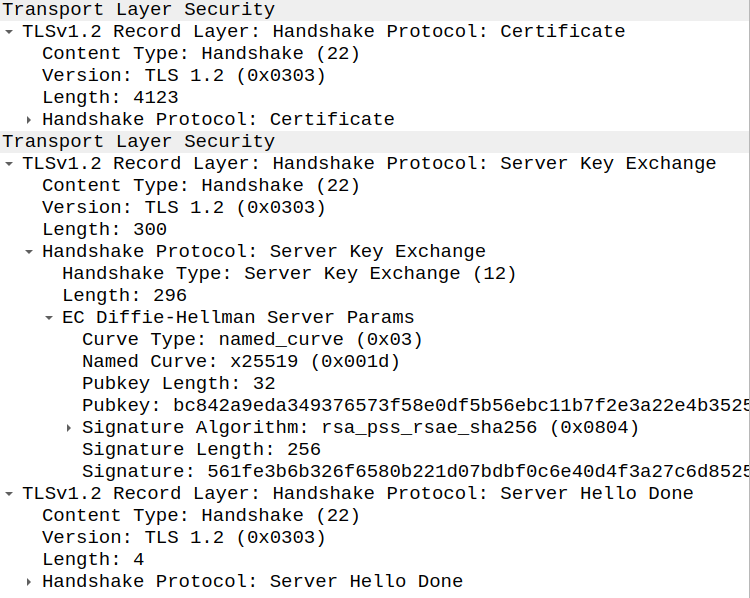 Transport Layer Security
TLSv1.2 Record Layer: Handshake Protocol: Certificate
Content Type: Handshake (22)
Version: TLS 1.2 (0x0303)
Length: 4123
Handshake Protocol: Certificate
Transport Layer Security
TLSv1.2 Record Layer: Handshake Protocol: Server Key Exchange
Content Type: Handshake (22)
Version: TLS 1.2 (0x0303)
Length: 300
Handshake Protocol: Server Key Exchange
Handshake Type: Server Key Exchange (12)
Length: 296
EC Diffie-Hellman Server Params
Curve Type: named_curve (0x03)
Named Curve: x25519 (0x001d)
Pubkey Length: 32
Pubkey: bc842a9eda349376573f58e0df5b56ebc11b7f2e3a22e4b3525
Signature Algorithm: rsa_pss_rsae_sha256 (0x0804)
Signature Length: 256
Signature: 561fe3b6b326f6580b221d07bdbf0c6e40d4f3a27c6d8525
TLSv1.2 Record Layer: Handshake Protocol: Server Hello Done
Content Type: Handshake (22)
Version: TLS 1.2 (0x0303)
Length: 4
Handshake Protocol: Server Hello Done